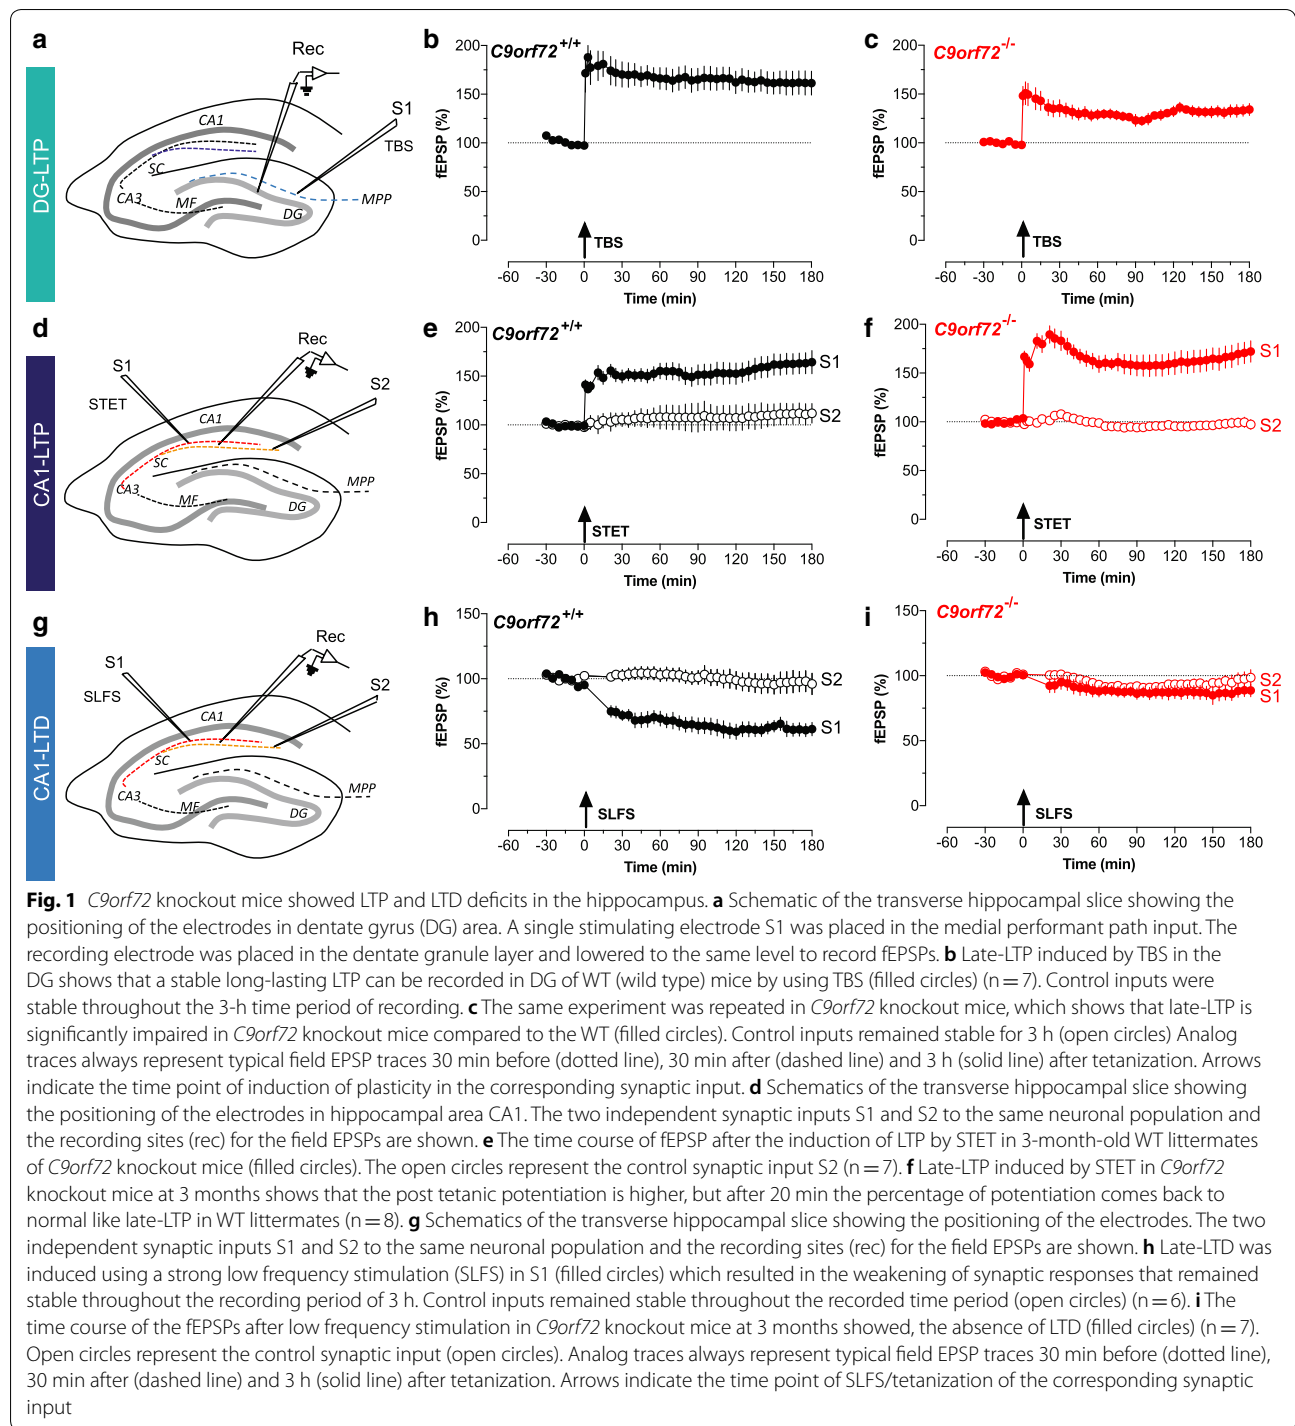 a
DG-LTP
Rec
S1
TBS
CA1
SC
CA3
MF
DG
MPP
b
C9orf72+/+
200
150
100
50
0
fEPSP (%)
TBS
-60 -30 0 30 60 90 120 150 180
Time (min)
c
C9orf72-/-
200
150
100
50
0
fEPSP (%)
TBS
-60 -30 0 30 60 90 120 150 180
Time (min)
d
CA1-LTP
Rec
S1
S2
STET
CA1
SC
CA3
MF
DG
MPP
e
C9orf72+/+
200
150
100
50
0
fEPSP (%)
S1
S2
STET
-60 -30 0 30 60 90 120 150 180
Time (min)
f
C9orf72-/-
200
150
100
50
0
fEPSP (%)
S1
S2
STET
-60 -30 0 30 60 90 120 150 180
Time (min)
g
CA1-LTD
Rec
S1
S2
SLFS
CA1
SC
CA3
MF
DG
MPP
h
C9orf72+/+
150
100
50
0
fEPSP (%)
S2
S1
SLFS
-60 -30 0 30 60 90 120 150 180
Time (min)
i
C9orf72-/-
150
100
50
0
fEPSP (%)
S2
S1
SLFS
-60 -30 0 30 60 90 120 150 180
Time (min)
Fig. 1 C9orf72 knockout mice showed LTP and LTD deficits in the hippocampus. a Schematic of the transverse hippocampal slice showing the
positioning of the electrodes in dentate gyrus (DG) area. A single stimulating electrode S1 was placed in the medial performant path input. The
recording electrode was placed in the dentate granule layer and lowered to the same level to record fEPSPs. b Late-LTP induced by TBS in the
DG shows that a stable long-lasting LTP can be recorded in DG of WT (wild type) mice by using TBS (filled circles) (n = 7). Control inputs were
stable throughout the 3-h time period of recording. c The same experiment was repeated in C9orf72 knockout mice, which shows that late-LTP is
significantly impaired in C9orf72 knockout mice compared to the WT (filled circles). Control inputs remained stable for 3 h (open circles) Analog
traces always represent typical field EPSP traces 30 min before (dotted line), 30 min after (dashed line) and 3 h (solid line) after tetanization. Arrows
indicate the time point of induction of plasticity in the corresponding synaptic input. d Schematics of the transverse hippocampal slice showing
the positioning of the electrodes in hippocampal area CA1. The two independent synaptic inputs S1 and S2 to the same neuronal population and
the recording sites (rec) for the field EPSPs are shown. e The time course of fEPSP after the induction of LTP by STET in 3-month-old WT littermates
of C9orf72 knockout mice (filled circles). The open circles represent the control synaptic input S2 (n = 7). f Late-LTP induced by STET in C9orf72
knockout mice at 3 months shows that the post tetanic potentiation is higher, but after 20 min the percentage of potentiation comes back to
normal like late-LTP in WT littermates (n = 8). g Schematics of the transverse hippocampal slice showing the positioning of the electrodes. The two
independent synaptic inputs S1 and S2 to the same neuronal population and the recording sites (rec) for the field EPSPs are shown. h Late-LTD was
induced using a strong low frequency stimulation (SLFS) in S1 (filled circles) which resulted in the weakening of synaptic responses that remained
stable throughout the recording period of 3 h. Control inputs remained stable throughout the recorded time period (open circles) (n = 6). i The
time course of the fEPSPs after low frequency stimulation in C9orf72 knockout mice at 3 months showed, the absence of LTD (filled circles) (n = 7).
Open circles represent the control synaptic input (open circles). Analog traces always represent typical field EPSP traces 30 min before (dotted line),
30 min after (dashed line) and 3 h (solid line) after tetanization. Arrows indicate the time point of SLFS/tetanization of the corresponding synaptic
input